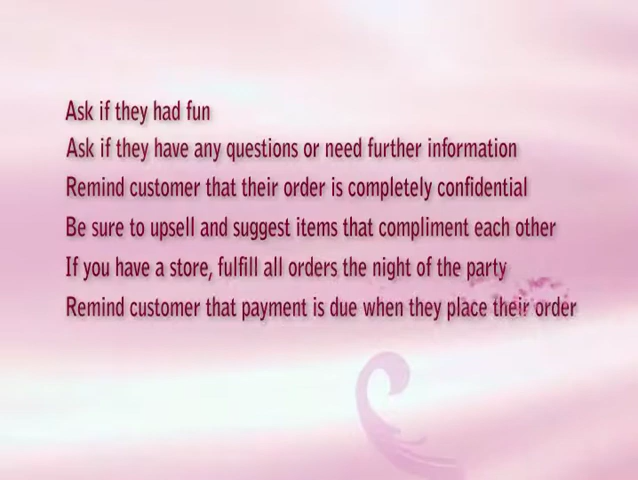 Ask if they had fun
Ask if they have any questions or need further information
Remind customer that their order is completely confidential
Be sure to upsell and suggest items that compliment each other
If you have a store, fulfill all orders the night of the party
Remind customer that payment is due when they place their order